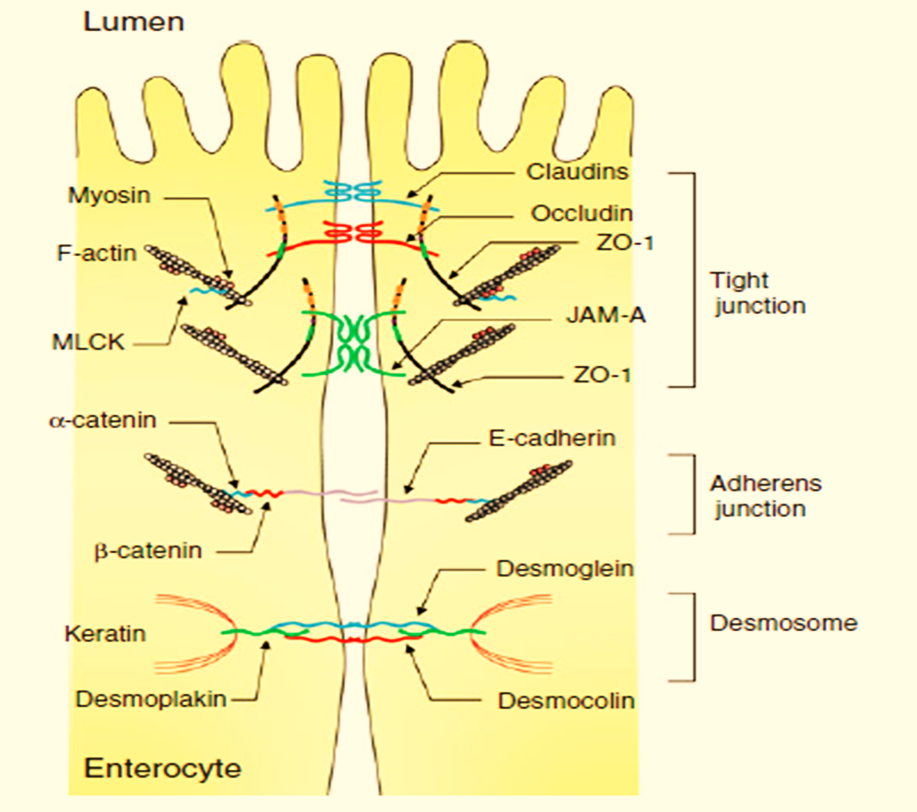 Lumen
Claudins
Myosin
Occludin
ZO-1
F-actin
Tight
junction
JAM-A
MLCK
ZO-1
α-catenin
E-cadherin
Adherens
junction
β-catenin
Desmoglein
Desmosome
Keratin
Desmoplakin
Desmocolin
Enterocyte